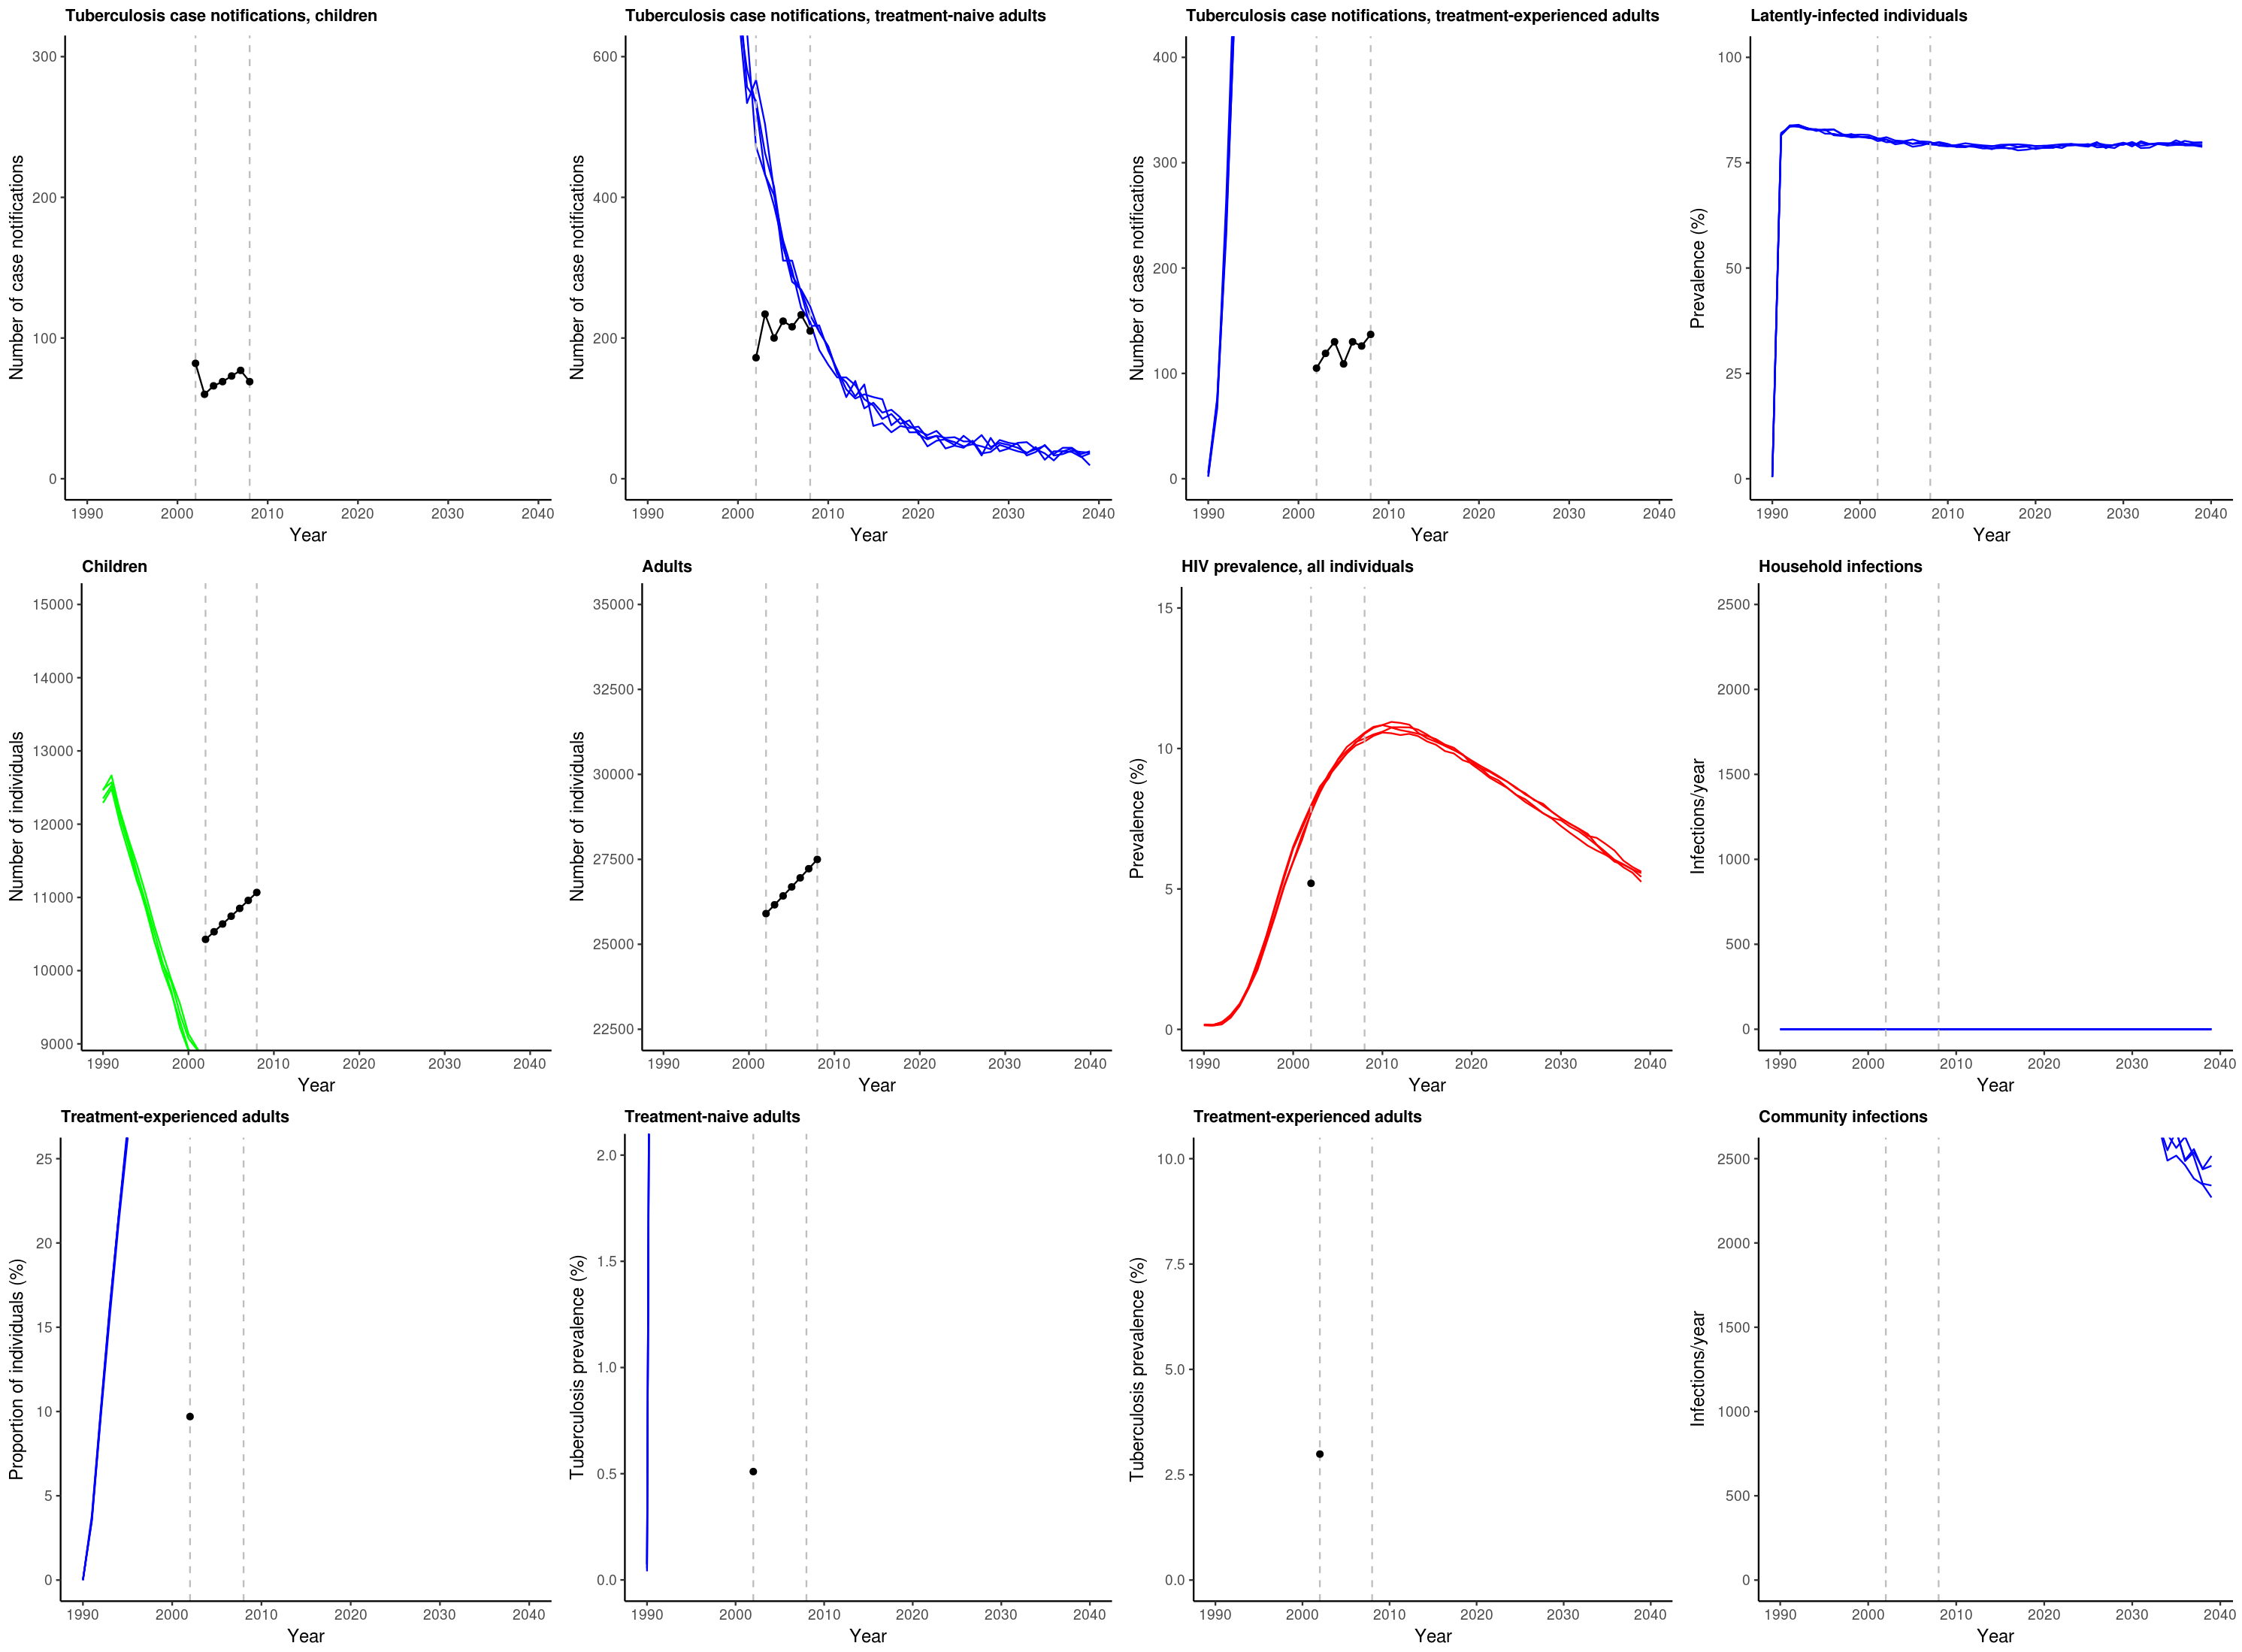 Tuberculosis case notifications, children
Number of case notifications
300
200
100
0
1990 2000 2010 2020 2030 2040
Year
Tuberculosis case notifications, treatment-naive adults
Number of case notifications
600
400
200
0
1990 2000 2010 2020 2030 2040
Year
Tuberculosis case notifications, treatment-experienced adults
Number of case notifications
400
300
200
100
0
1990 2000 2010 2020 2030 2040
Year
Latently-infected individuals
Prevalence (%)
100
75
50
25
0
1990 2000 2010 2020 2030 2040
Year
Children
Number of individuals
15000
14000
13000
12000
11000
10000
9000
1990 2000 2010 2020 2030 2040
Year
Adults
Number of individuals
35000
32500
30000
27500
25000
22500
1990 2000 2010 2020 2030 2040
Year
HIV prevalence, all individuals
Prevalence (%)
15
10
5
0
1990 2000 2010 2020 2030 2040
Year
Household infections
Infections/year
2500
2000
1500
1000
500
0
1990 2000 2010 2020 2030 2040
Year
Treatment-experienced adults
Proportion of individuals (%)
25
20
15
10
5
0
1990 2000 2010 2020 2030 2040
Year
Treatment-naive adults
Tuberculosis prevalence (%)
2.0
1.5
1.0
0.5
0.0
1990 2000 2010 2020 2030 2040
Year
Treatment-experienced adults
Tuberculosis prevalence (%)
10.0
7.5
5.0
2.5
0.0
1990 2000 2010 2020 2030 2040
Year
Community infections
Infections/year
2500
2000
1500
1000
500
0
1990 2000 2010 2020 2030 2040
Year